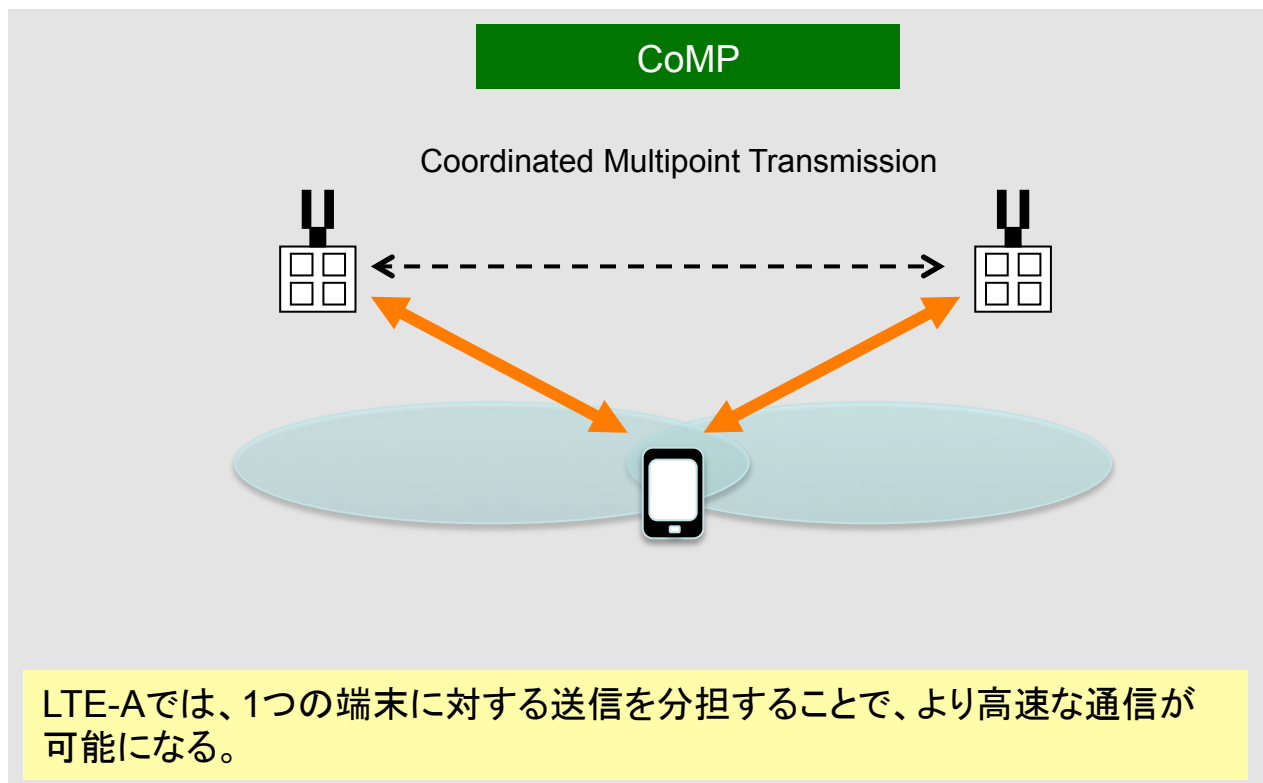 CoMP
Coordinated Multipoint Transmission
LTE-Aでは、1つの端末に対する送信を分担することで、より高速な通信が
可能になる。